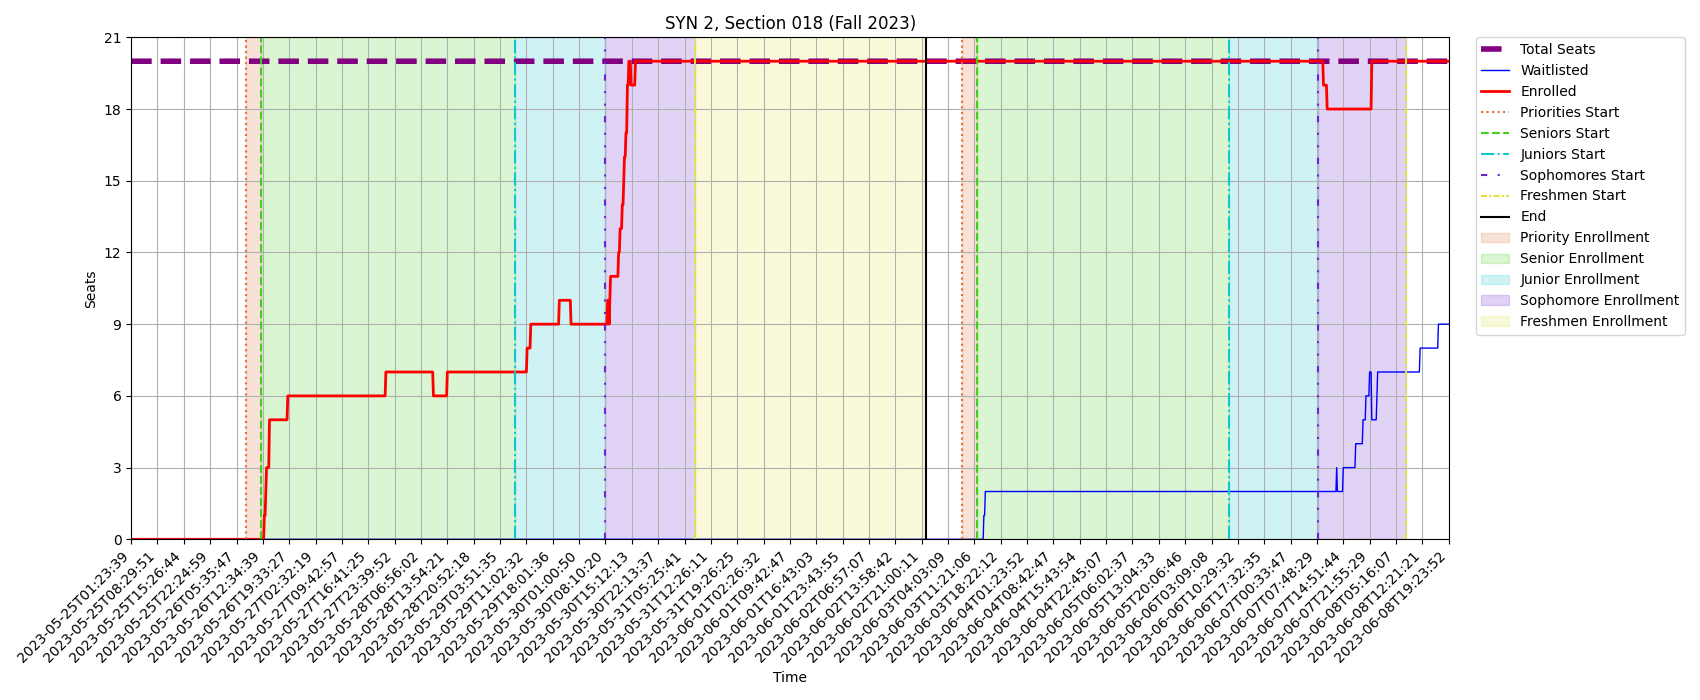 SYN 2, Section 018 (Fall 2023)
Seats
21
18
15
12
9
6
3
0
2023-05-25T01:23:39
2023-05-25T08:29:51
2023-05-25T15:26:44
2023-05-25T22:24:59
2023-05-26T05:35:47
2023-05-26T12:34:39
2023-05-26T19:33:27
2023-05-27T02:32:19
2023-05-27T09:42:57
2023-05-27T16:41:25
2023-05-27T23:39:52
2023-05-28T06:56:02
2023-05-28T13:54:21
2023-05-28T20:52:18
2023-05-29T03:51:35
2023-05-29T11:02:32
2023-05-29T18:01:36
2023-05-30T01:00:50
2023-05-30T08:10:20
2023-05-30T15:12:13
2023-05-30T22:13:37
2023-05-31T05:25:41
2023-05-31T12:26:11
2023-05-31T19:26:25
2023-06-01T02:26:32
2023-06-01T09:42:47
2023-06-01T16:43:03
2023-06-01T23:43:55
2023-06-02T06:57:07
2023-06-02T13:58:42
2023-06-02T21:00:11
2023-06-03T04:03:09
2023-06-03T11:21:06
2023-06-03T18:22:12
2023-06-04T01:23:52
2023-06-04T08:42:47
2023-06-04T15:43:54
2023-06-04T22:45:07
2023-06-05T06:02:37
2023-06-05T13:04:33
2023-06-05T20:06:46
2023-06-06T03:09:08
2023-06-06T10:29:32
2023-06-06T17:32:35
2023-06-07T00:33:47
2023-06-07T07:48:29
2023-06-07T14:51:44
2023-06-07T21:55:29
2023-06-08T05:16:07
2023-06-08T12:21:21
2023-06-08T19:23:52
Time
Total Seats
Waitlisted
Enrolled
Priorities Start
Seniors Start
Juniors Start
Sophomores Start
Freshmen Start
End
Priority Enrollment
Senior Enrollment
Junior Enrollment
Sophomore Enrollment
Freshmen Enrollment